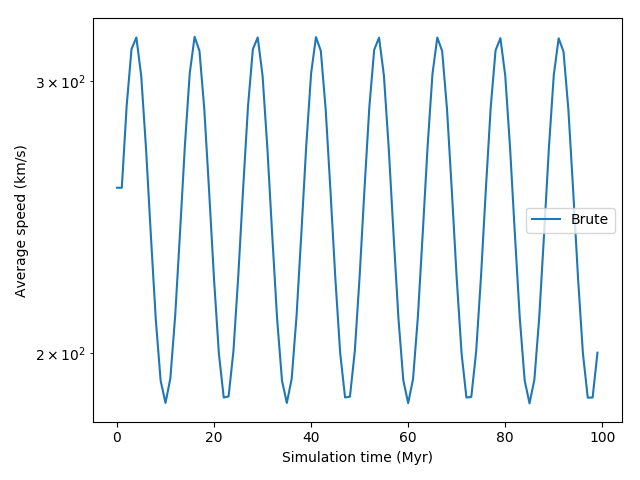 Average speed (km/s)
3 × 10²
2 × 10²
Brute
0 20 40 60 80 100
Simulation time (Myr)